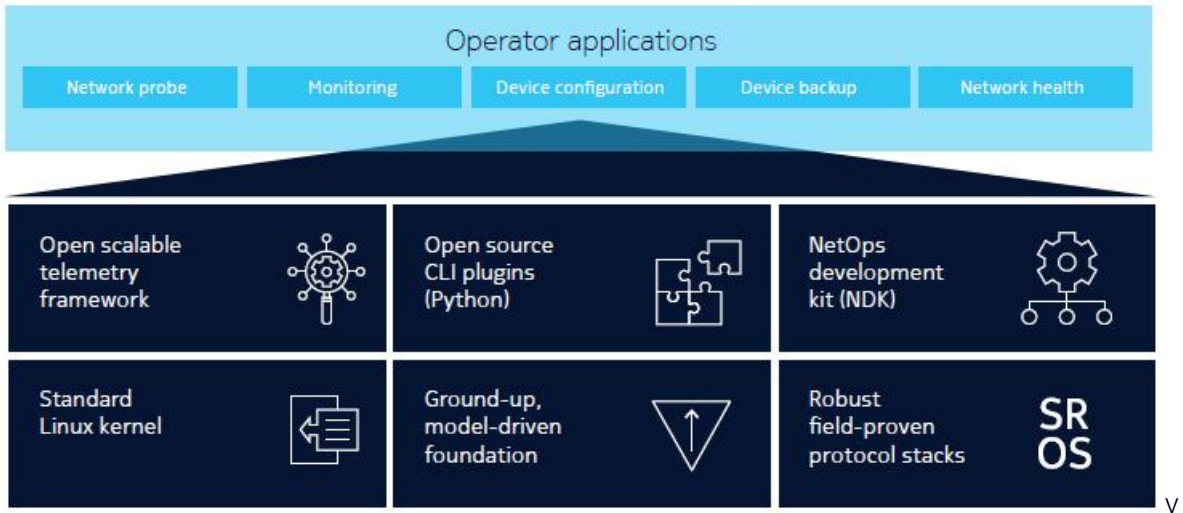 Operator applications
Network probe
Monitoring
Device configuration
Device backup
Network health
Open scalable
telemetry
framework
Open source
CLI plugins
(Python)
NetOps
development
kit (NDK)
Standard
Linux kernel
Ground-up,
model-driven
foundation
Robust
field-proven
protocol stacks
SR
OS
V